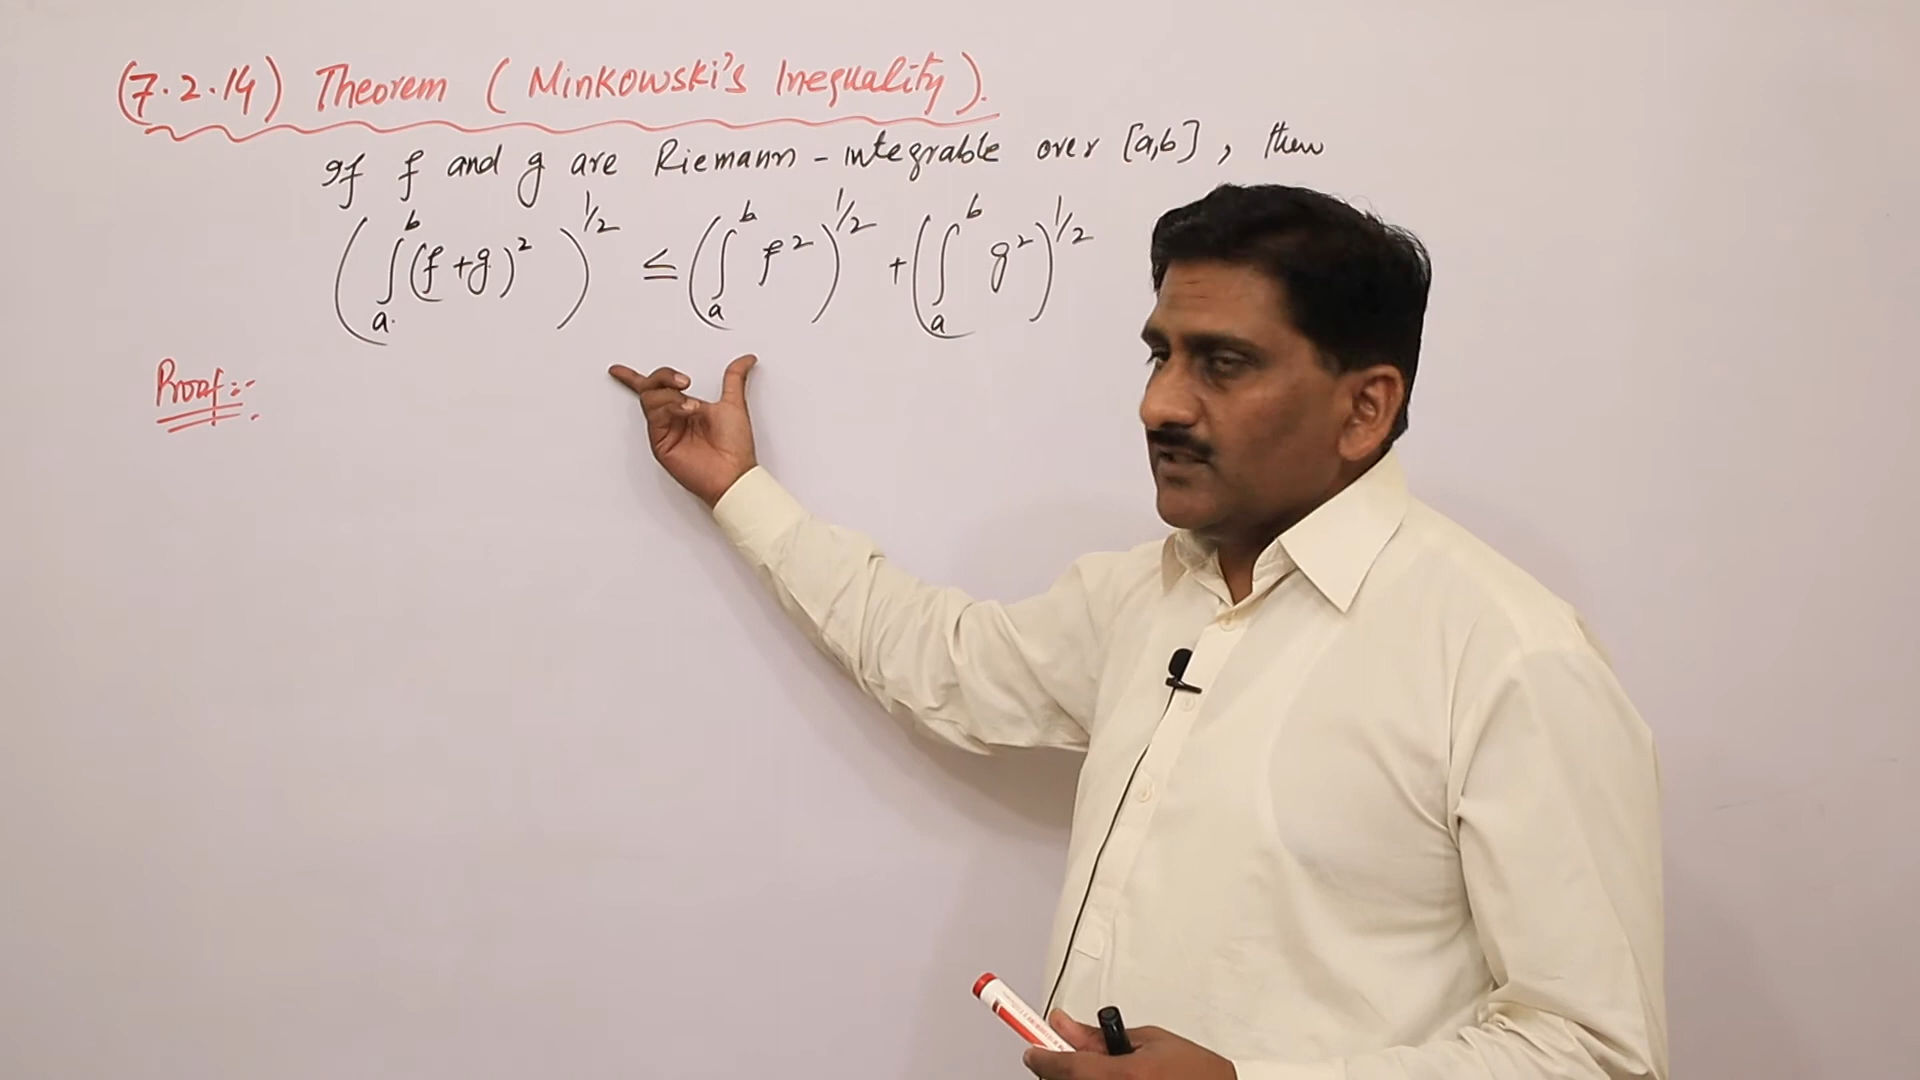 (7.2.14) Theorem (Minkowski's Inequality).
If f and g are Riemann-integrable over [a,b], then
(∫ₐᵇ (f+g)²)^1/2 ≤ (∫ₐᵇ f²)^1/2 + (∫ₐᵇ g²)^1/2
Proof:-